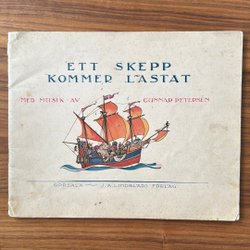 ETT SKEPP
KOMMER LASTAT
MED MUSIK AV GUNNAR PETERSEN
UPPSALA — J.A. LINDBLADS FÖRLAG